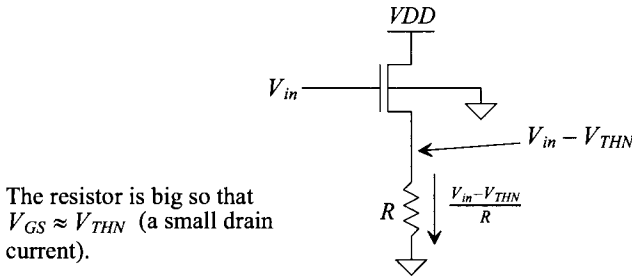 VDD
V_in
V_in − V_THN
The resistor is big so that
V_GS ≈ V_THN (a small drain
current).
R
V_in−V_THN
R